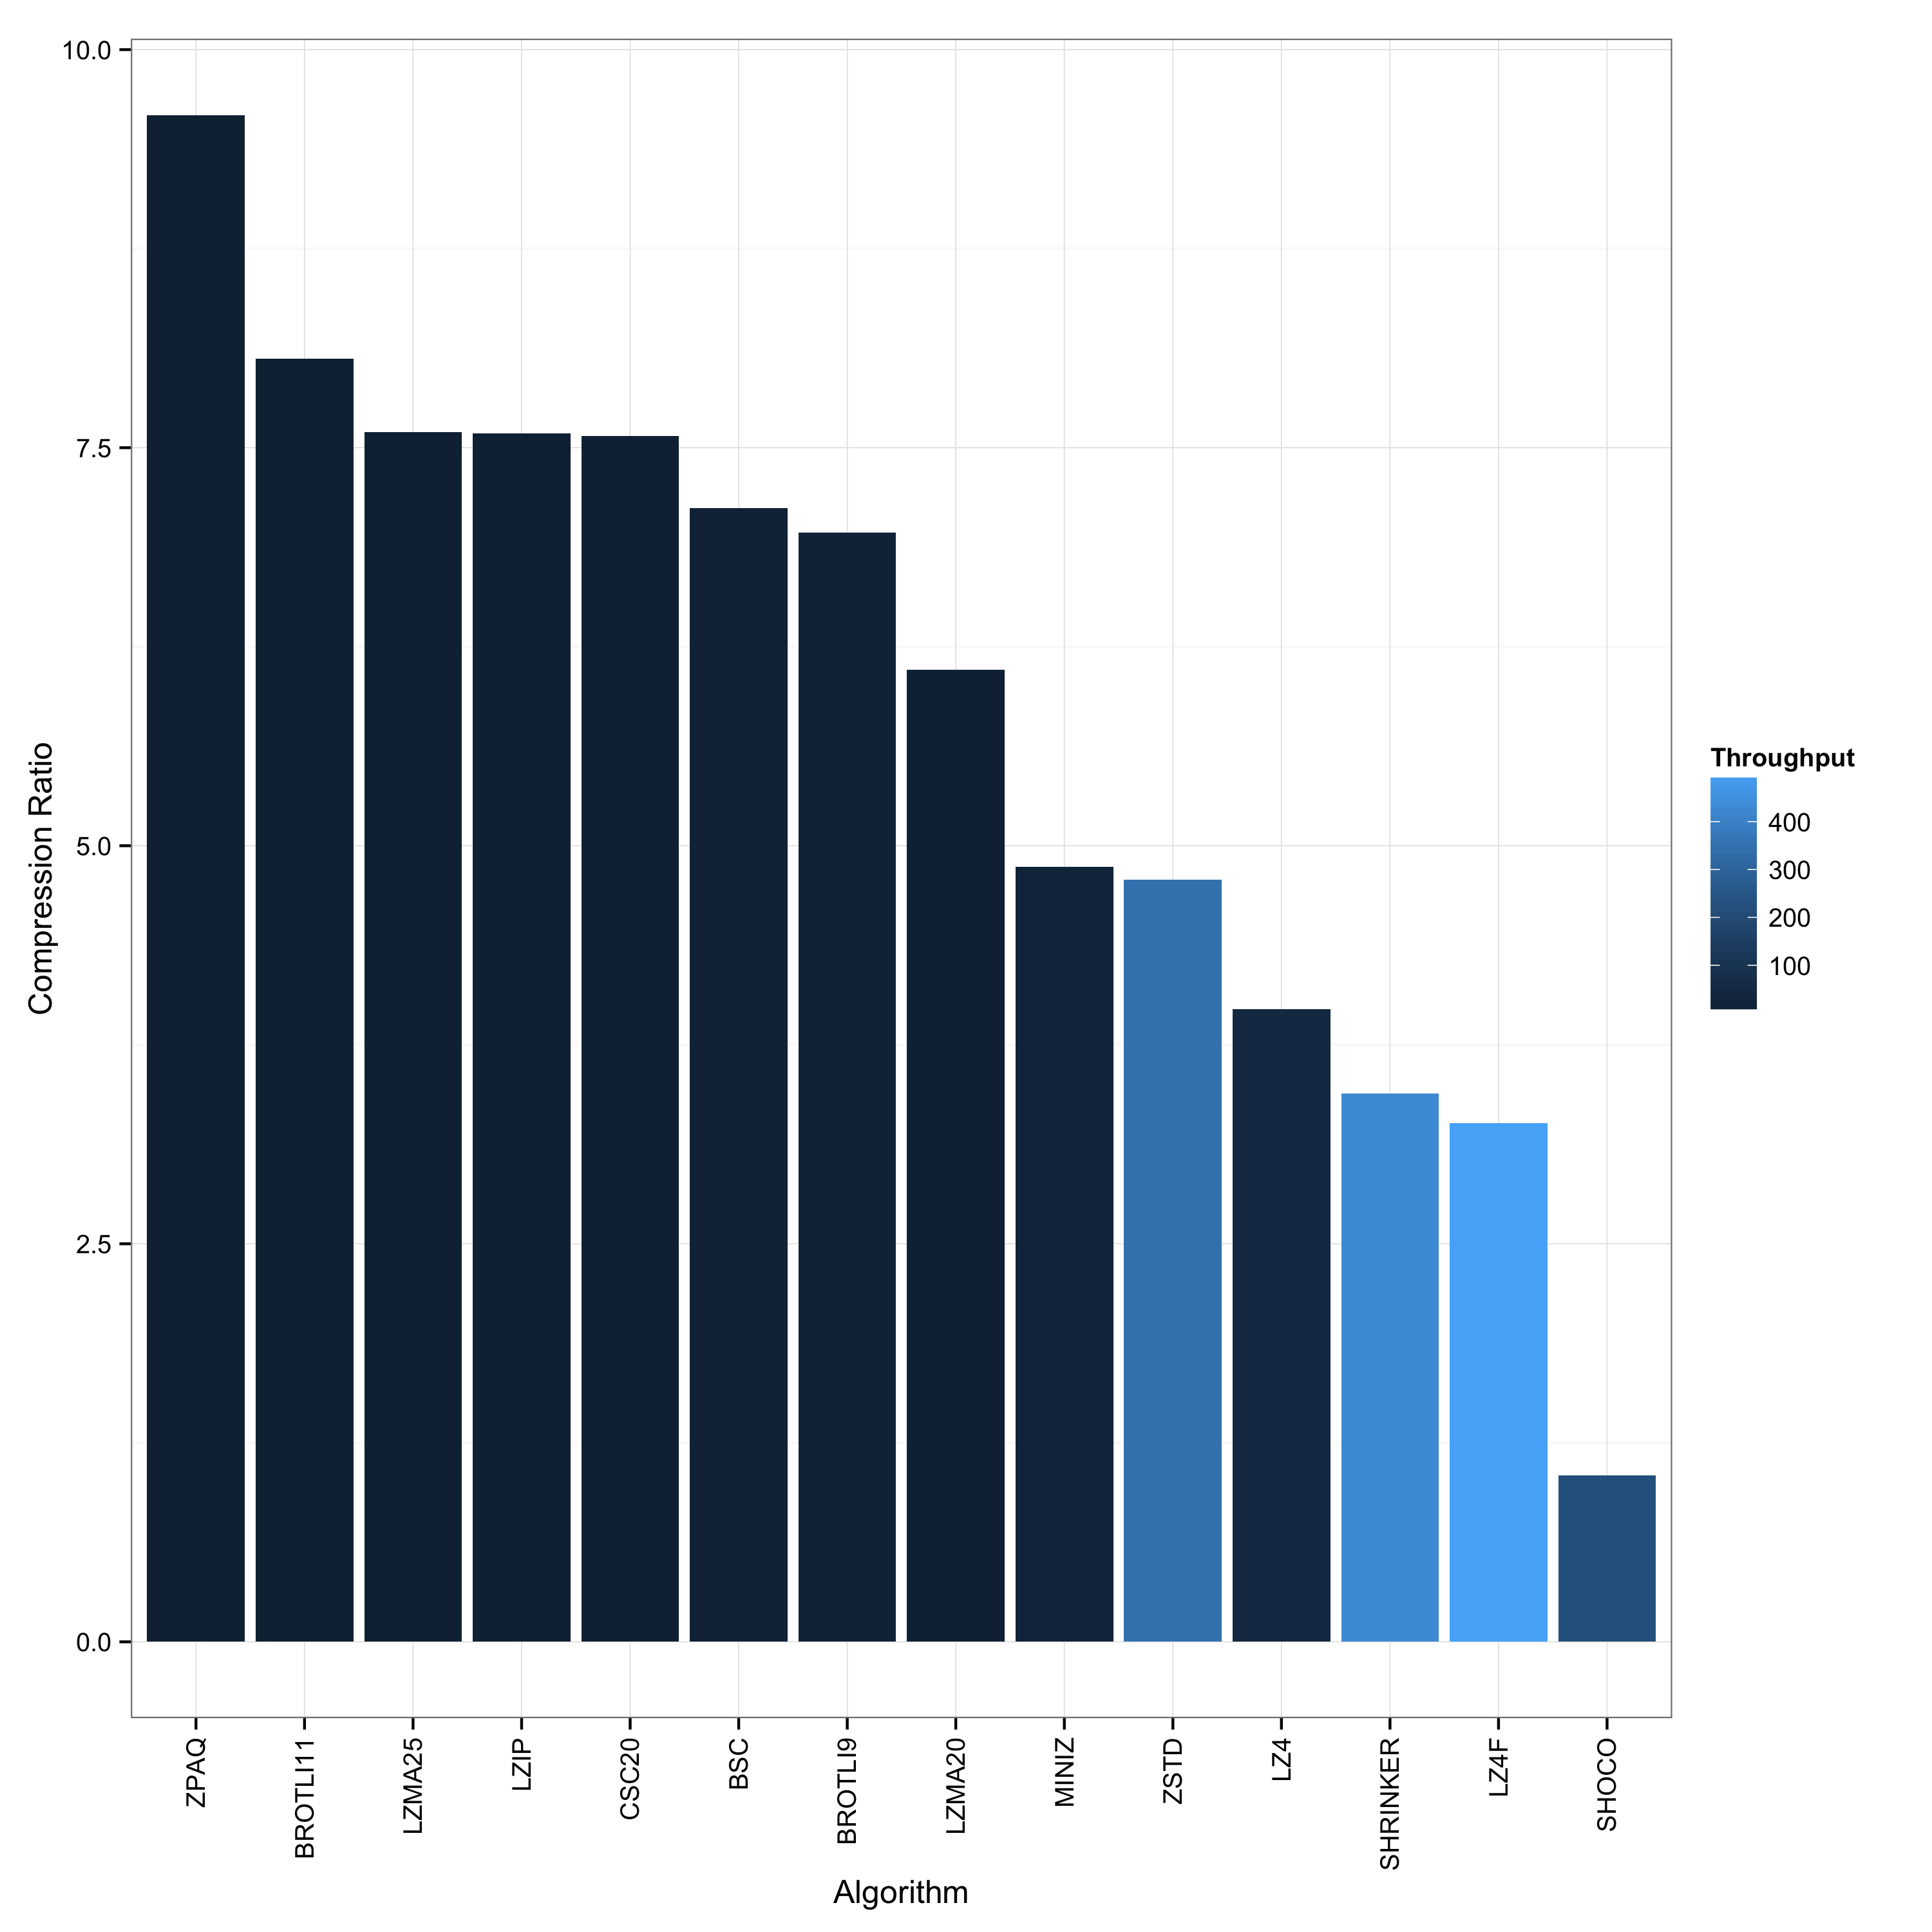 10.0
7.5
5.0
2.5
0.0
Compression Ratio
ZPAQ
BROTLI11
LZMA25
LZIP
CSC20
BSC
BROTLI9
LZMA20
MINIZ
ZSTD
LZ4
SHRINKER
LZ4F
SHOCO
Algorithm
Throughput
400
300
200
100